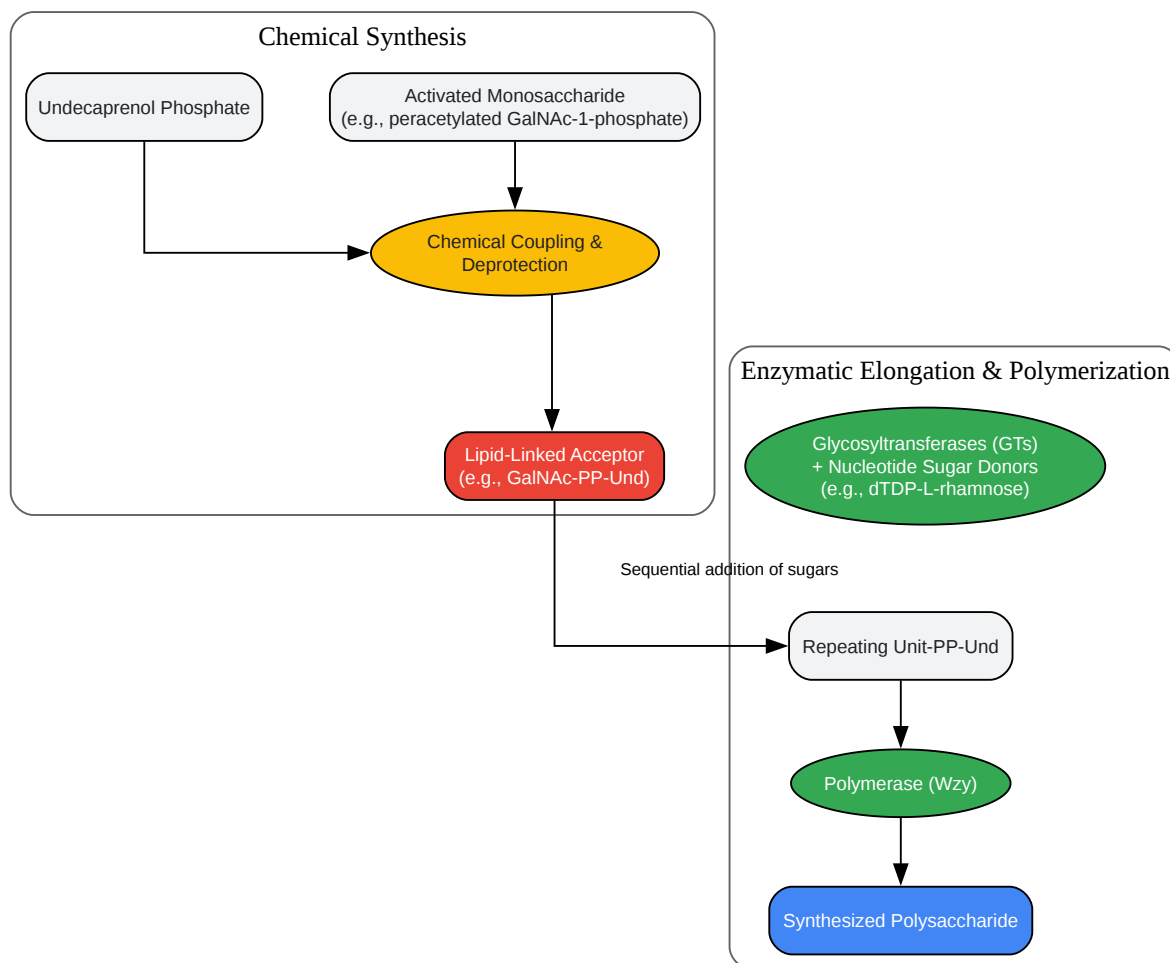 Chemical Synthesis
Undecaprenol Phosphate
Activated Monosaccharide
(e.g., peracetylated GalNAc-1-phosphate)
Chemical Coupling &
Deprotection
Lipid-Linked Acceptor
(e.g., GalNAc-PP-Und)
Enzymatic Elongation & Polymerization
Glycosyltransferases (GTs)
+ Nucleotide Sugar Donors
(e.g., dTDP-L-rhamnose)
Sequential addition of sugars
Repeating Unit-PP-Und
Polymerase (Wzy)
Synthesized Polysaccharide